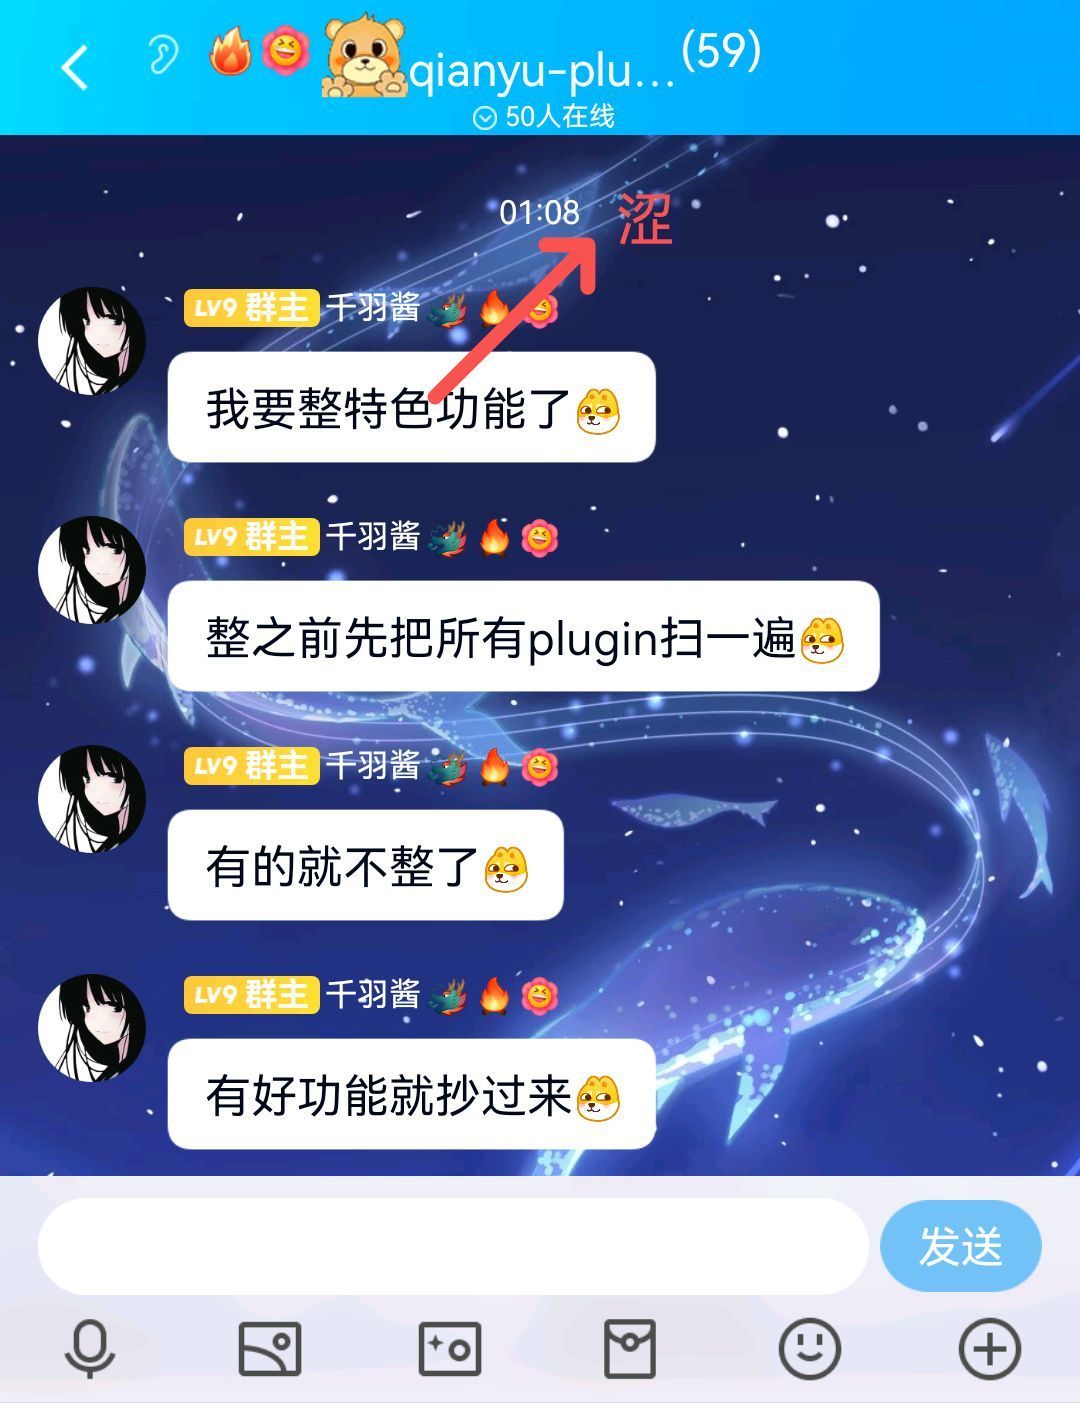 qianyu-plu...(59)
50人在线
01:08
涩
LV9 群主 千羽酱
我要整特色功能了
LV9 群主 千羽酱
整之前先把所有plugin扫一遍
LV9 群主 千羽酱
有的就不整了
LV9 群主 千羽酱
有好功能就抄过来
发送